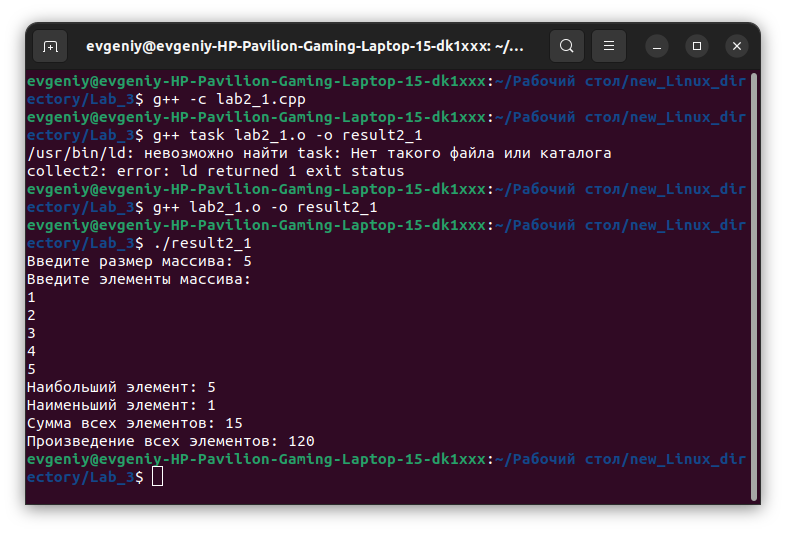 evgeniy@evgeniy-HP-Pavilion-Gaming-Laptop-15-dk1xxx: ~/...
evgeniy@evgeniy-HP-Pavilion-Gaming-Laptop-15-dk1xxx:~/Рабочий стол/new_Linux_dir
ectory/Lab_3$ g++ -c lab2_1.cpp
evgeniy@evgeniy-HP-Pavilion-Gaming-Laptop-15-dk1xxx:~/Рабочий стол/new_Linux_dir
ectory/Lab_3$ g++ task lab2_1.o -o result2_1
/usr/bin/ld: невозможно найти task: Нет такого файла или каталога
collect2: error: ld returned 1 exit status
evgeniy@evgeniy-HP-Pavilion-Gaming-Laptop-15-dk1xxx:~/Рабочий стол/new_Linux_dir
ectory/Lab_3$ g++ lab2_1.o -o result2_1
evgeniy@evgeniy-HP-Pavilion-Gaming-Laptop-15-dk1xxx:~/Рабочий стол/new_Linux_dir
ectory/Lab_3$ ./result2_1
Введите размер массива: 5
Введите элементы массива:
1
2
3
4
5
Наибольший элемент: 5
Наименьший элемент: 1
Сумма всех элементов: 15
Произведение всех элементов: 120
evgeniy@evgeniy-HP-Pavilion-Gaming-Laptop-15-dk1xxx:~/Рабочий стол/new_Linux_dir
ectory/Lab_3$